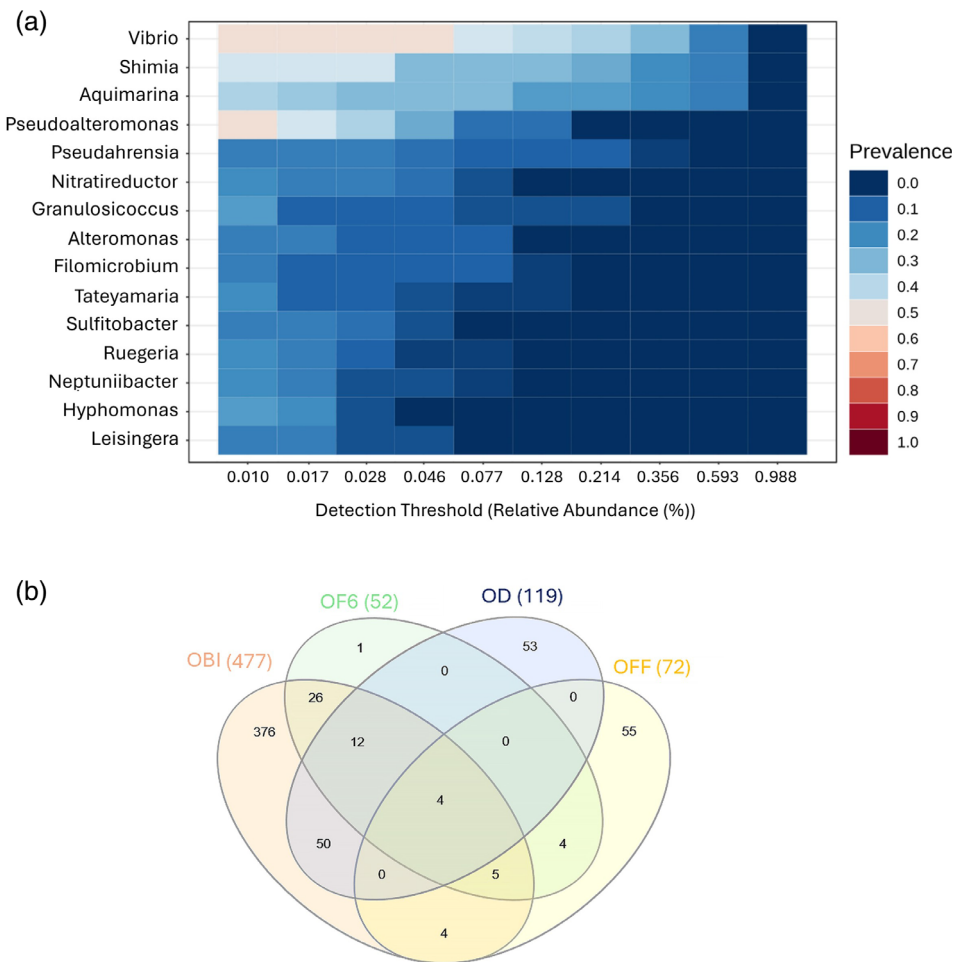 (a)
Vibrio
Shimia
Aquimarina
Pseudoalteromonas
Pseudahrensia
Nitratireductor
Granulosicoccus
Alteromonas
Filomicrobium
Tateyamaria
Sulfitobacter
Ruegeria
Neptuniibacter
Hyphomonas
Leisingera
0.010 0.017 0.028 0.046 0.077 0.128 0.214 0.356 0.593 0.988
Detection Threshold (Relative Abundance (%))
Prevalence
0.0
0.1
0.2
0.3
0.4
0.5
0.6
0.7
0.8
0.9
1.0
(b)
OF6 (52)
OD (119)
OBI (477)
OFF (72)
1
53
0
26
0
376
55
12
0
4
50
4
0
5
4